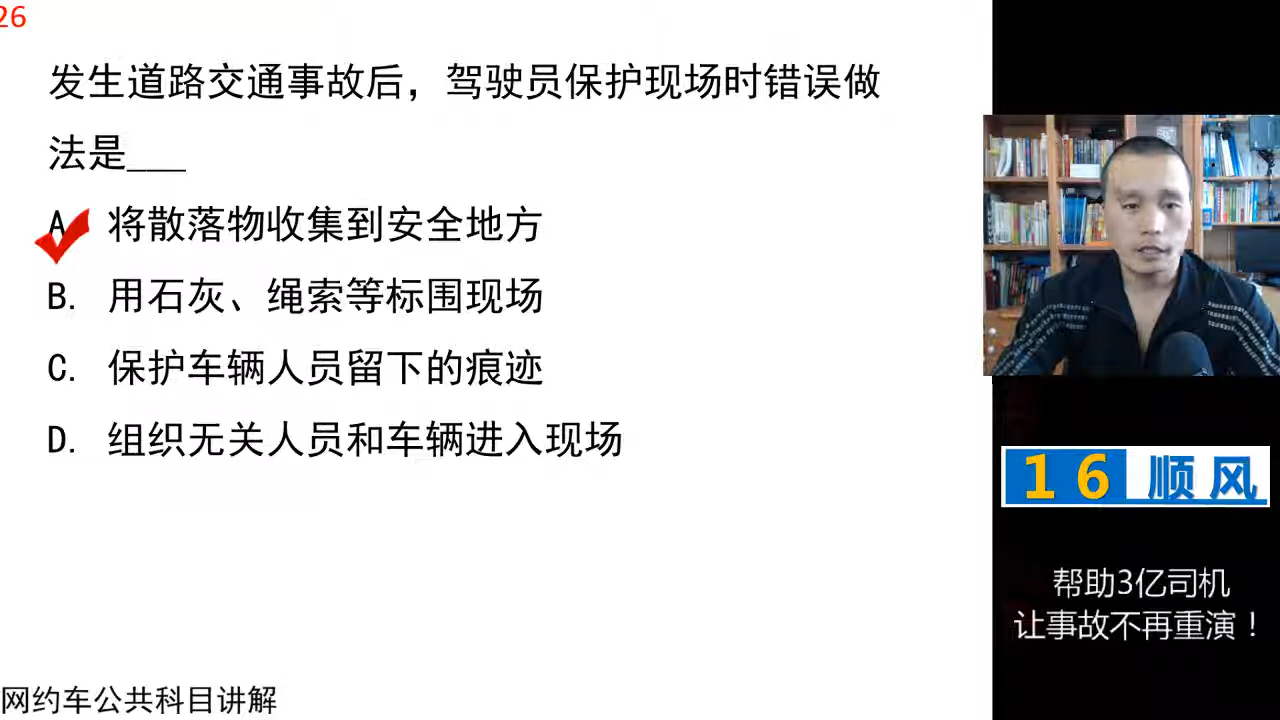 26
发生道路交通事故后，驾驶员保护现场时错误做
法是___
A. 将散落物收集到安全地方
B. 用石灰、绳索等标围现场
C. 保护车辆人员留下的痕迹
D. 组织无关人员和车辆进入现场
16 顺风
帮助3亿司机
让事故不再重演！
网约车公共科目讲解